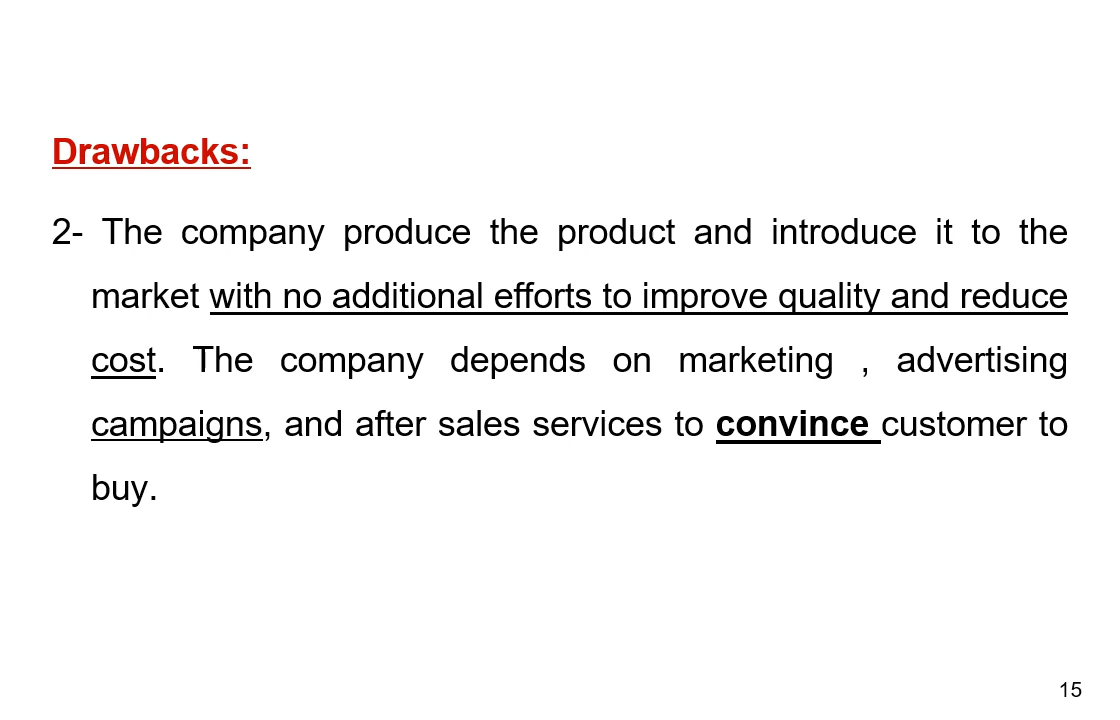 Drawbacks:
2- The company produce the product and introduce it to the
market with no additional efforts to improve quality and reduce
cost. The company depends on marketing , advertising
campaigns, and after sales services to convince customer to
buy.
15